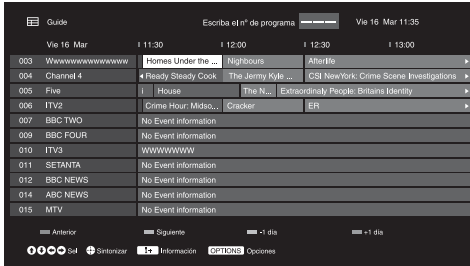 Guide Escriba el nº de programa Vie 16 Mar 11:35
Vie 16 Mar 11:30 12:00 12:30 13:00
003 Wwwwwwwwwwwwww Homes Under the ... Nighbours Afterlife
004 Channel 4 Ready Steady Cook The Jermy Kyle ... CSI NewYork: Crime Scene Investigations
005 Five i House The N... Extraordinaly People: Britains Identity
006 ITV2 Crime Hour: Midso... Cracker ER
007 BBC TWO No Event information
009 BBC FOUR No Event information
010 ITV3 WWWWWWW
011 SETANTA No Event information
012 BBC NEWS No Event information
014 ABC NEWS No Event information
015 MTV No Event information
Anterior Siguiente -1 día +1 día
Sel Sintonizar Información OPTIONS Opciones